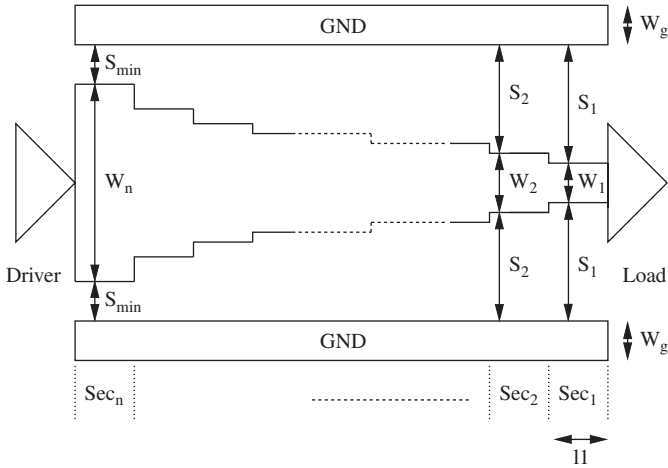 GND
W_g
S_min
S_2
S_1
W_n
W_2
W_1
Driver
Load
S_min
S_2
S_1
GND
W_g
Sec_n
Sec_2
Sec_1
l1